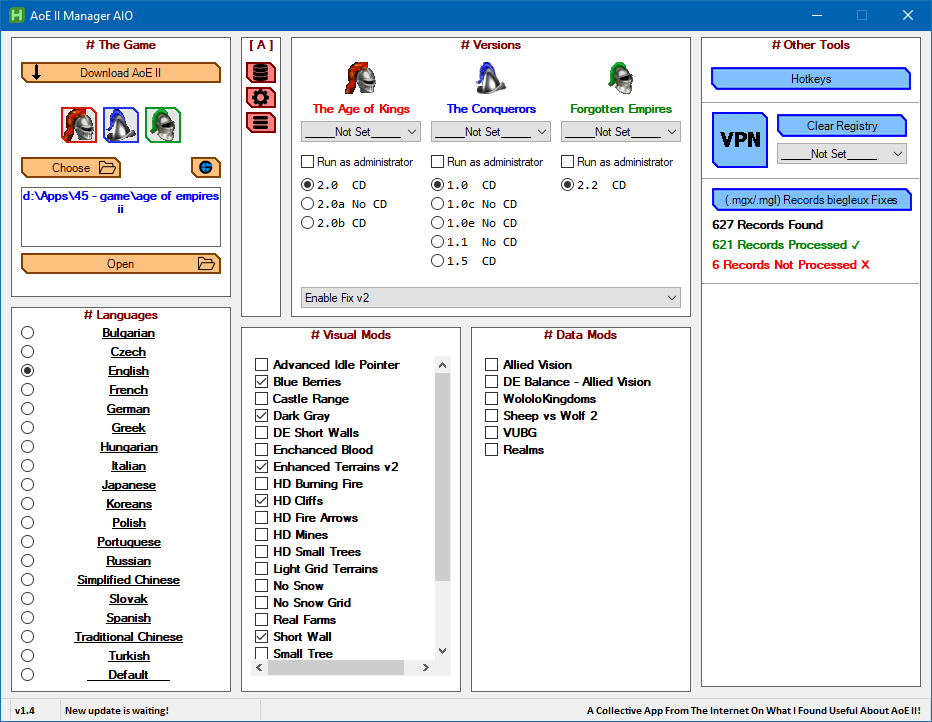 AoE II Manager AIO
# The Game
Download AoE II
Choose
d:\Apps\45 - game\age of empires
ii
Open
# Languages
Bulgarian
Czech
English
French
German
Greek
Hungarian
Italian
Japanese
Koreans
Polish
Portuguese
Russian
Simplified Chinese
Slovak
Spanish
Traditional Chinese
Turkish
Default
[ A ]
# Versions
The Age of Kings
The Conquerors
Forgotten Empires
_____Not Set_____
_____Not Set_____
_____Not Set_____
Run as administrator
Run as administrator
Run as administrator
2.0 CD
2.0a No CD
2.0b CD
1.0 CD
1.0c No CD
1.0e No CD
1.1 No CD
1.5 CD
2.2 CD
Enable Fix v2
# Visual Mods
Advanced Idle Pointer
Blue Berries
Castle Range
Dark Gray
DE Short Walls
Enchanced Blood
Enhanced Terrains v2
HD Burning Fire
HD Cliffs
HD Fire Arrows
HD Mines
HD Small Trees
Light Grid Terrains
No Snow
No Snow Grid
Real Farms
Short Wall
Small Tree
# Data Mods
Allied Vision
DE Balance - Allied Vision
WololoKingdoms
Sheep vs Wolf 2
VUBG
Realms
# Other Tools
Hotkeys
VPN
Clear Registry
_____Not Set_____
(.mgx/.mgl) Records biegleux Fixes
627 Records Found
621 Records Processed ✓
6 Records Not Processed X
v1.4
New update is waiting!
A Collective App From The Internet On What I Found Useful About AoE II!